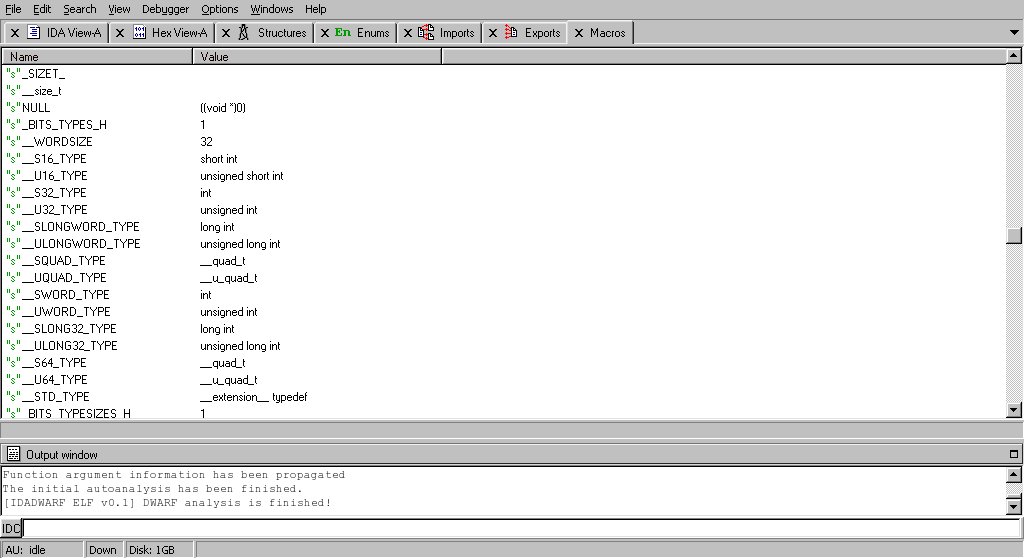 File Edit Search View Debugger Options Windows Help
IDA View-A Hex View-A Structures En Enums Imports Exports Macros
Name Value
"s" _SIZET_
"s" __size_t
"s" NULL ((void *)0)
"s" _BITS_TYPES_H 1
"s" __WORDSIZE 32
"s" __S16_TYPE short int
"s" __U16_TYPE unsigned short int
"s" __S32_TYPE int
"s" __U32_TYPE unsigned int
"s" __SLONGWORD_TYPE long int
"s" __ULONGWORD_TYPE unsigned long int
"s" __SQUAD_TYPE __quad_t
"s" __UQUAD_TYPE __u_quad_t
"s" __SWORD_TYPE int
"s" __UWORD_TYPE unsigned int
"s" __SLONG32_TYPE long int
"s" __ULONG32_TYPE unsigned long int
"s" __S64_TYPE __quad_t
"s" __U64_TYPE __u_quad_t
"s" __STD_TYPE __extension__ typedef
"s" _BITS_TYPESIZES_H 1
Output window
Function argument information has been propagated
The initial autoanalysis has been finished.
[IDADWARF ELF v0.1] DWARF analysis is finished!
IDC
AU: idle Down Disk: 1GB